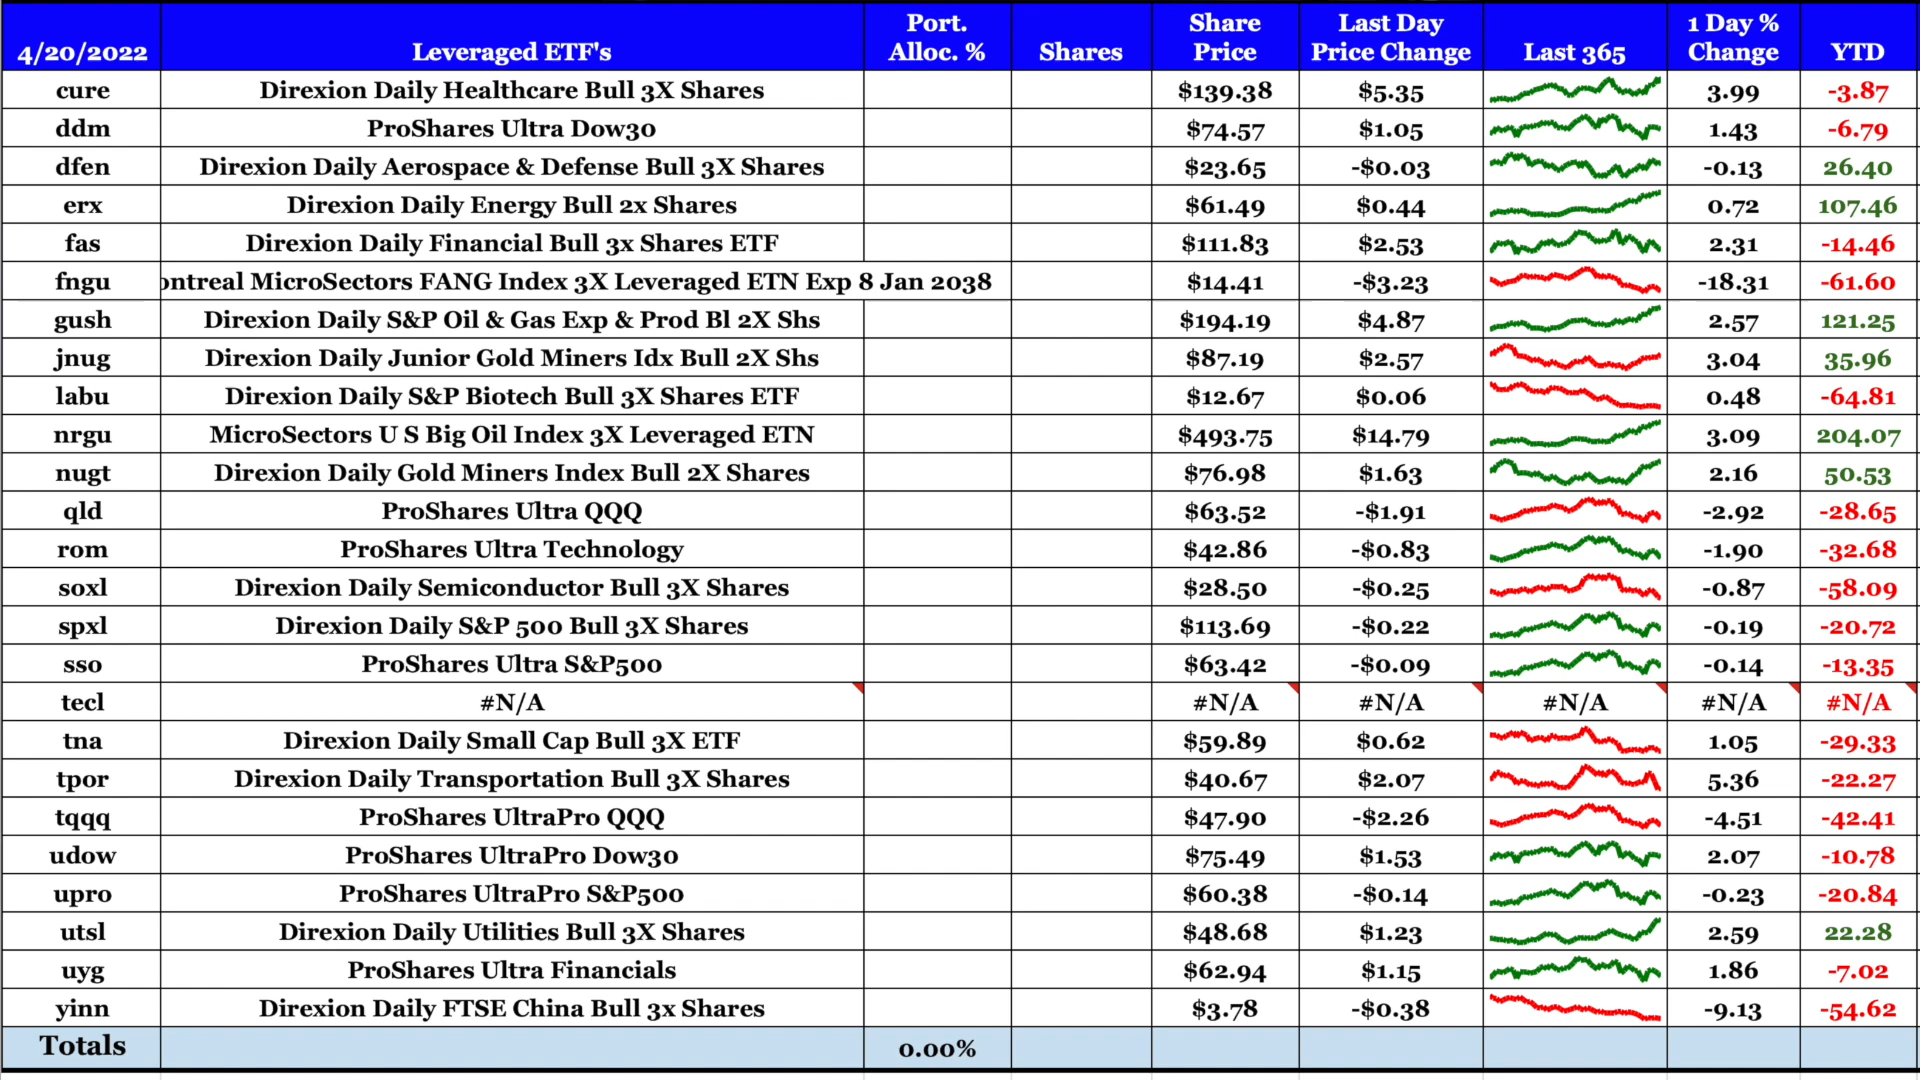 4/20/2022 Leveraged ETF's Port. Alloc. % Shares Share Price Last Day Price Change Last 365 1 Day % Change YTD
cure Direxion Daily Healthcare Bull 3X Shares $139.38 $5.35 3.99 -3.87
ddm ProShares Ultra Dow30 $74.57 $1.05 1.43 -6.79
dfen Direxion Daily Aerospace & Defense Bull 3X Shares $23.65 -$0.03 -0.13 26.40
erx Direxion Daily Energy Bull 2x Shares $61.49 $0.44 0.72 107.46
fas Direxion Daily Financial Bull 3x Shares ETF $111.83 $2.53 2.31 -14.46
fngu ontreal MicroSectors FANG Index 3X Leveraged ETN Exp 8 Jan 2038 $14.41 -$3.23 -18.31 -61.60
gush Direxion Daily S&P Oil & Gas Exp & Prod Bl 2X Shs $194.19 $4.87 2.57 121.25
jnug Direxion Daily Junior Gold Miners Idx Bull 2X Shs $87.19 $2.57 3.04 35.96
labu Direxion Daily S&P Biotech Bull 3X Shares ETF $12.67 $0.06 0.48 -64.81
nrgu MicroSectors U S Big Oil Index 3X Leveraged ETN $493.75 $14.79 3.09 204.07
nugt Direxion Daily Gold Miners Index Bull 2X Shares $76.98 $1.63 2.16 50.53
qld ProShares Ultra QQQ $63.52 -$1.91 -2.92 -28.65
rom ProShares Ultra Technology $42.86 -$0.83 -1.90 -32.68
soxl Direxion Daily Semiconductor Bull 3X Shares $28.50 -$0.25 -0.87 -58.09
spxl Direxion Daily S&P 500 Bull 3X Shares $113.69 -$0.22 -0.19 -20.72
sso ProShares Ultra S&P500 $63.42 -$0.09 -0.14 -13.35
tecl #N/A #N/A #N/A #N/A #N/A #N/A
tna Direxion Daily Small Cap Bull 3X ETF $59.89 $0.62 1.05 -29.33
tpor Direxion Daily Transportation Bull 3X Shares $40.67 $2.07 5.36 -22.27
tqqq ProShares UltraPro QQQ $47.90 -$2.26 -4.51 -42.41
udow ProShares UltraPro Dow30 $75.49 $1.53 2.07 -10.78
upro ProShares UltraPro S&P500 $60.38 -$0.14 -0.23 -20.84
utsl Direxion Daily Utilities Bull 3X Shares $48.68 $1.23 2.59 22.28
uyg ProShares Ultra Financials $62.94 $1.15 1.86 -7.02
yinn Direxion Daily FTSE China Bull 3x Shares $3.78 -$0.38 -9.13 -54.62
Totals 0.00%